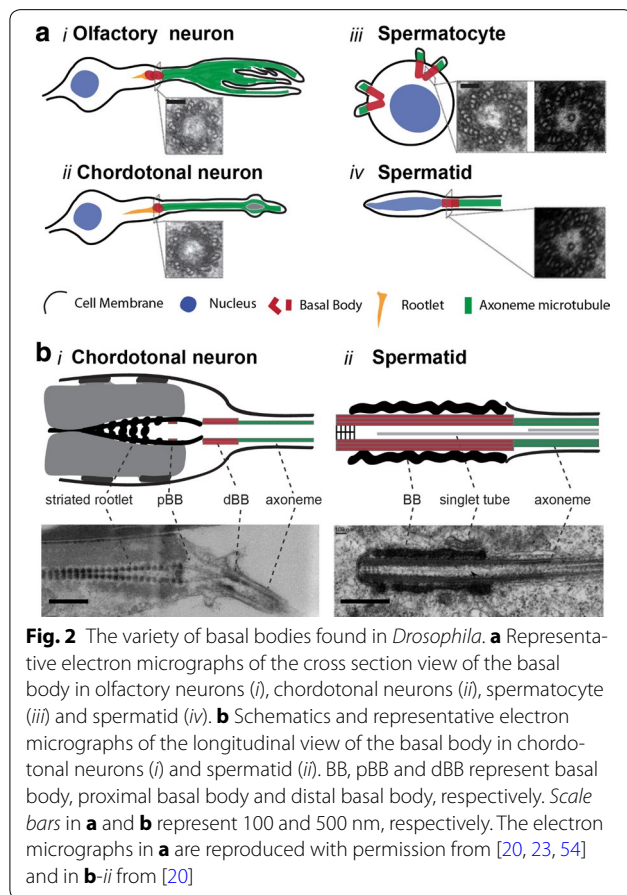 a
i Olfactory neuron
iii Spermatocyte
ii Chordotonal neuron
iv Spermatid
Cell Membrane Nucleus Basal Body Rootlet Axoneme microtubule
b i Chordotonal neuron
ii Spermatid
striated rootlet pBB dBB axoneme
BB singlet tube axoneme
Fig. 2 The variety of basal bodies found in Drosophila. a Representa-
tive electron micrographs of the cross section view of the basal
body in olfactory neurons (i), chordotonal neurons (ii), spermatocyte
(iii) and spermatid (iv). b Schematics and representative electron
micrographs of the longitudinal view of the basal body in chordo-
tonal neurons (i) and spermatid (ii). BB, pBB and dBB represent basal
body, proximal basal body and distal basal body, respectively. Scale
bars in a and b represent 100 and 500 nm, respectively. The electron
micrographs in a are reproduced with permission from [20, 23, 54]
and in b-ii from [20]